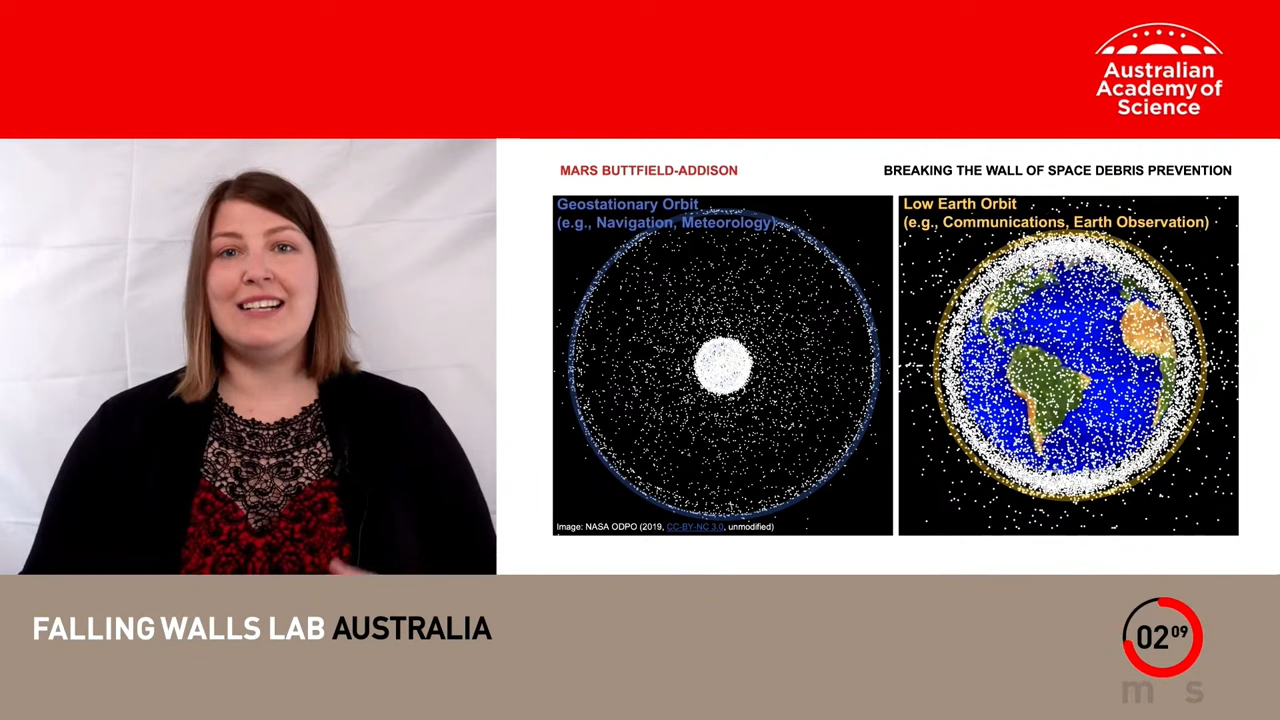 Australian
Academy of
Science
MARS BUTTFIELD-ADDISON
BREAKING THE WALL OF SPACE DEBRIS PREVENTION
Geostationary Orbit
(e.g., Navigation, Meteorology)
Low Earth Orbit
(e.g., Communications, Earth Observation)
Image: NASA ODPO (2019, CC-BY-NC 3.0, unmodified)
FALLING WALLS LAB AUSTRALIA
02 09
m s